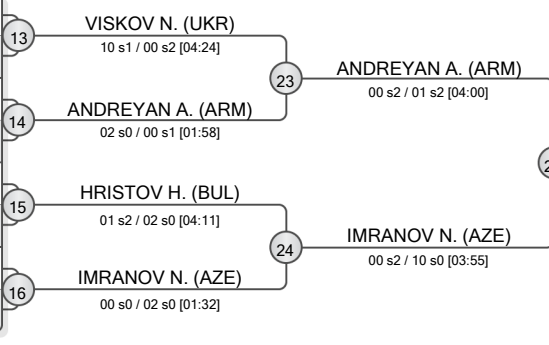 13
VISKOV N. (UKR)
10 s1 / 00 s2 [04:24]
23
ANDREYAN A. (ARM)
00 s2 / 01 s2 [04:00]
14
ANDREYAN A. (ARM)
02 s0 / 00 s1 [01:58]
15
HRISTOV H. (BUL)
01 s2 / 02 s0 [04:11]
24
IMRANOV N. (AZE)
00 s2 / 10 s0 [03:55]
16
IMRANOV N. (AZE)
00 s0 / 02 s0 [01:32]